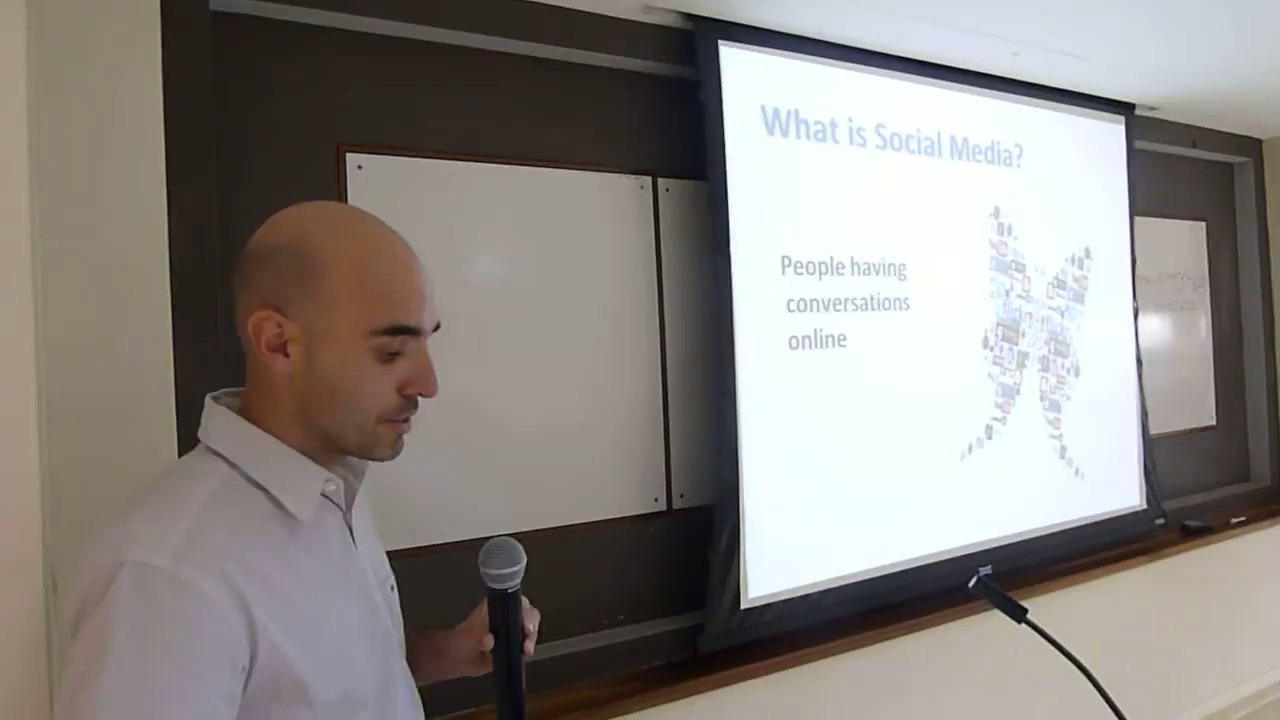 What is Social Media?
People having
conversations
online